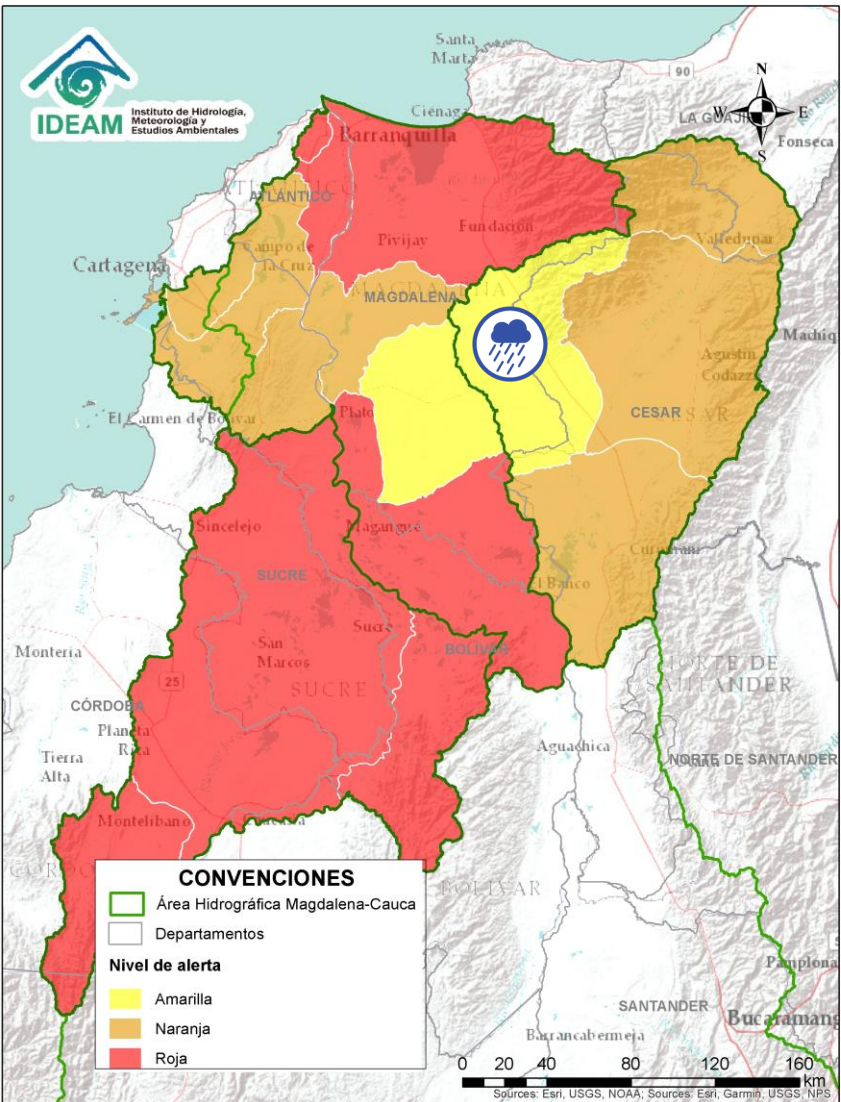 IDEAM
Instituto de Hidrología,
Meteorología y
Estudios Ambientales
Santa
Marta
90
N
W
E
S
Ciénaga
LA GUAJIRA
Fonseca
Barranquilla
ATLÁNTICO
Fundación
Pivijay
Valledupar
Campo de
la Cruz
Cartagena
MAGDALENA
MAGDALENA
Agustín
Codazzi
El Carmen de Bolívar
Plato
CESAR
CESAR
Sincelejo
Magangué
SUCRE
El Banco
Sucre
San
Marcos
SUCRE
BOLÍVAR
Montería
25
CÓRDOBA
Planeta
Rica
Tierra
Alta
NORTE DE
SANTANDER
Aguachica
NORTE DE SANTANDER
Montelíbano
BOLÍVAR
CONVENCIONES
Área Hidrográfica Magdalena-Cauca
Departamentos
Nivel de alerta
Amarilla
Naranja
Roja
Pamplona
SANTANDER
Barrancabermeja
0 20 40 80 120 160
km
Sources: Esri, USGS, NOAA; Sources: Esri, Garmin, USGS, NPS